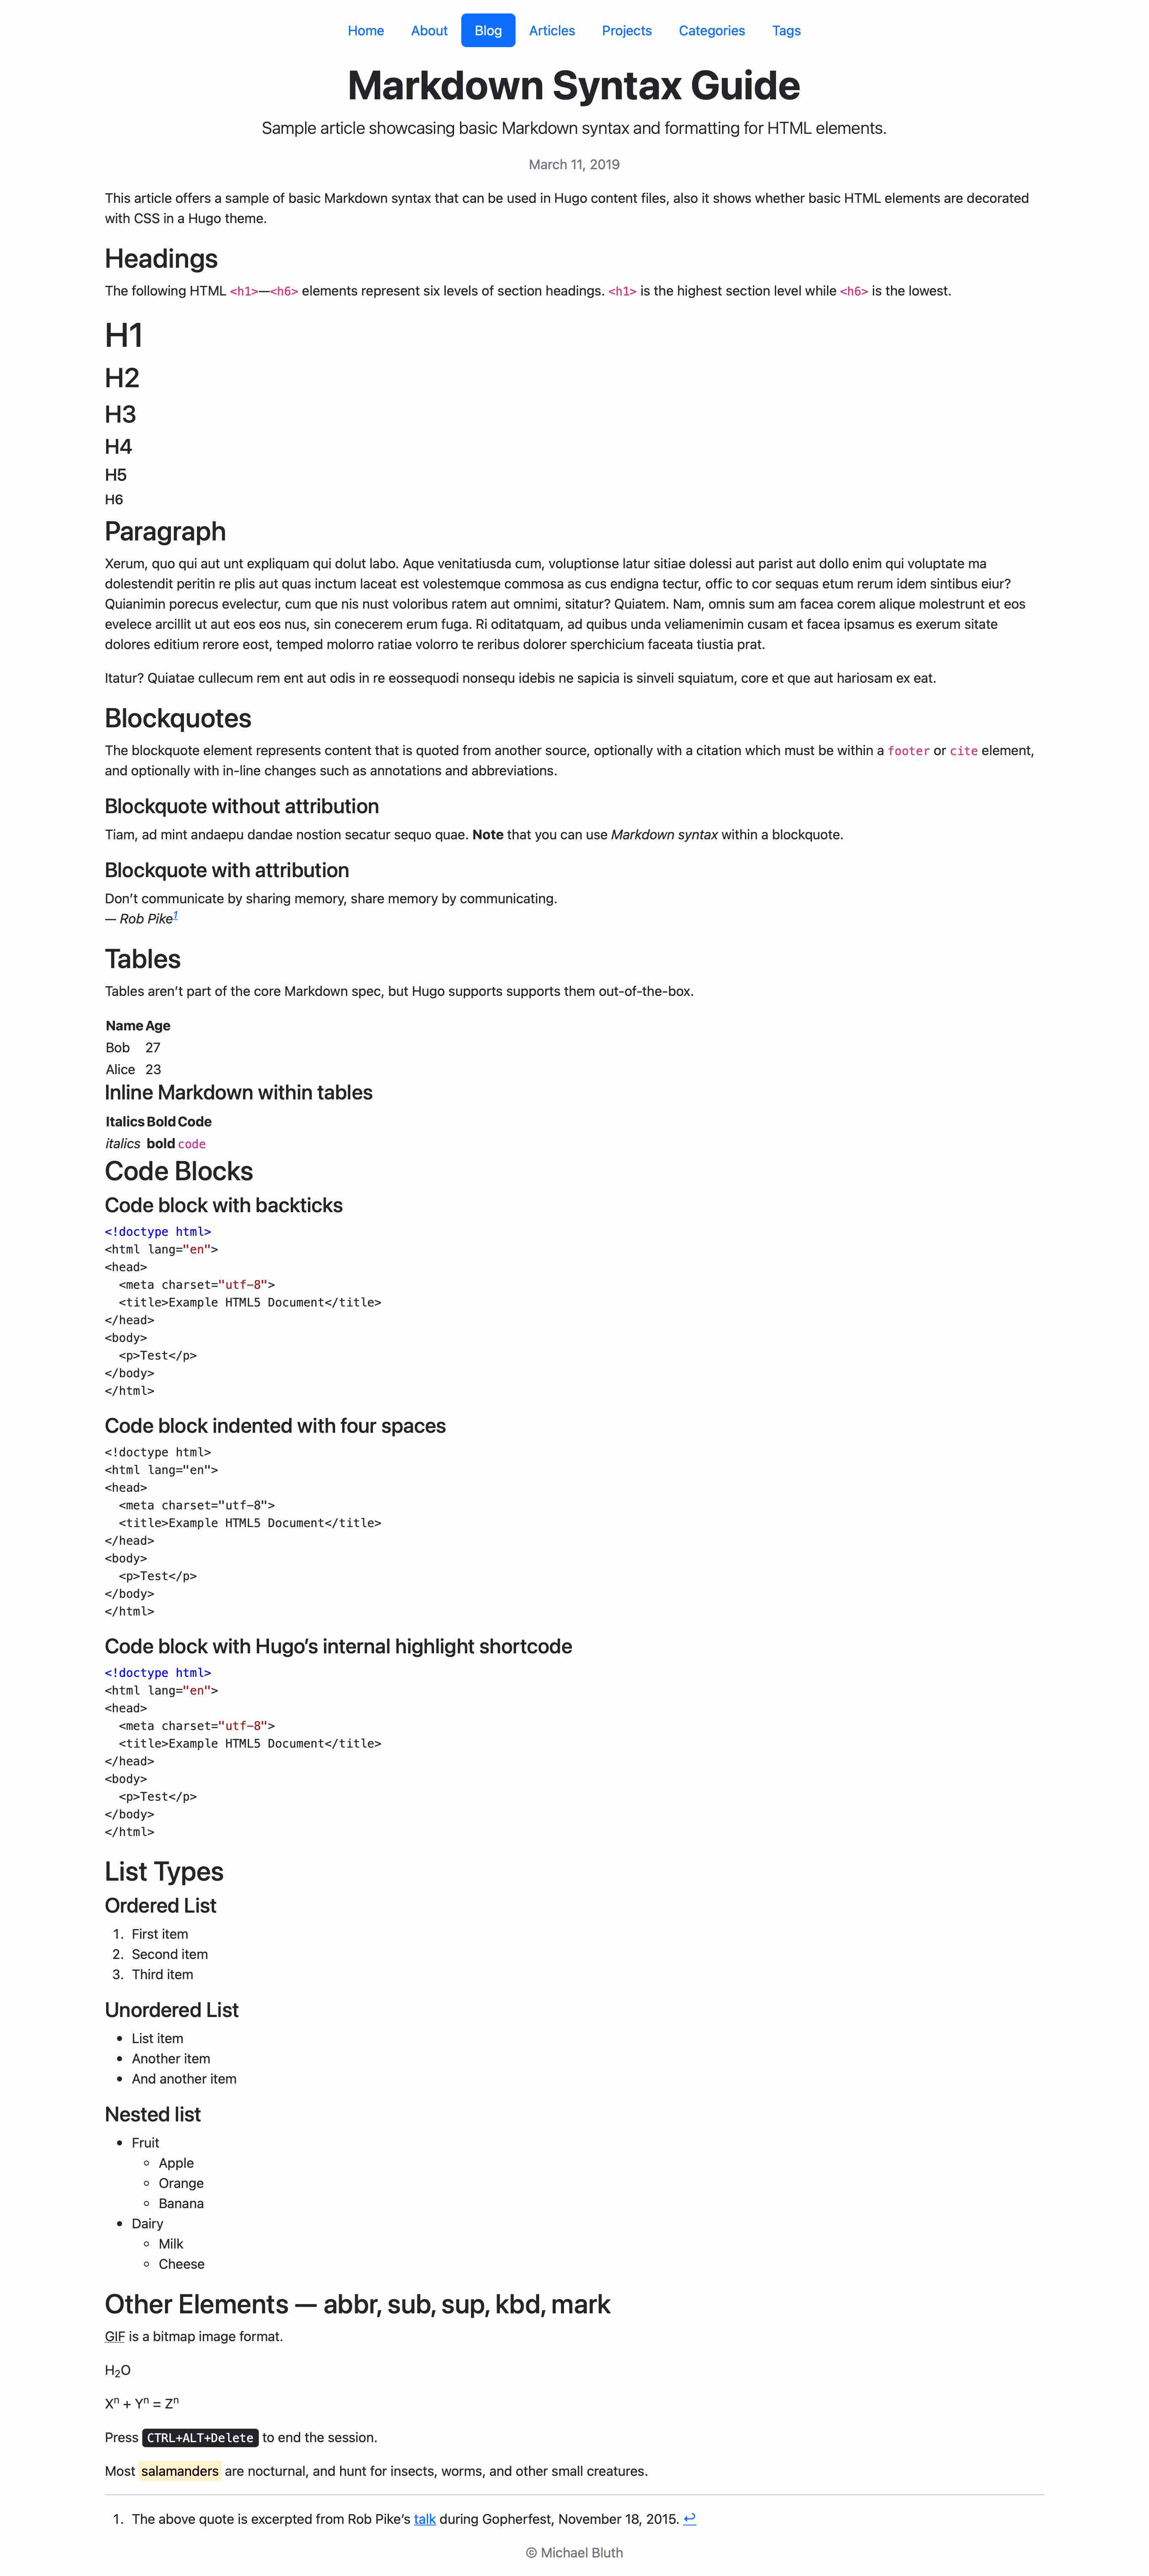 Home About Blog Articles Projects Categories Tags
Markdown Syntax Guide
Sample article showcasing basic Markdown syntax and formatting for HTML elements.
March 11, 2019
This article offers a sample of basic Markdown syntax that can be used in Hugo content files, also it shows whether basic HTML elements are decorated
with CSS in a Hugo theme.
Headings
The following HTML <h1>—<h6> elements represent six levels of section headings. <h1> is the highest section level while <h6> is the lowest.
H1
H2
H3
H4
H5
H6
Paragraph
Xerum, quo qui aut unt expliquam qui dolut labo. Aque venitatiusda cum, voluptionse latur sitiae dolessi aut parist aut dollo enim qui voluptate ma
dolestendit peritin re plis aut quas inctum laceat est volestemque commosa as cus endigna tectur, offic to cor sequas etum rerum idem sintibus eiur?
Quianimin porecus evelectur, cum que nis nust voloribus ratem aut omnimi, sitatur? Quiatem. Nam, omnis sum am facea corem alique molestrunt et eos
evelece arcillit ut aut eos eos nus, sin conecerem erum fuga. Ri oditatquam, ad quibus unda veliamenimin cusam et facea ipsamus es exerum sitate
dolores editium rerore eost, temped molorro ratiae volorro te reribus dolorer sperchicium faceata tiustia prat.
Itatur? Quiatae cullecum rem ent aut odis in re eossequodi nonsequ idebis ne sapicia is sinveli squiatum, core et que aut hariosam ex eat.
Blockquotes
The blockquote element represents content that is quoted from another source, optionally with a citation which must be within a footer or cite element,
and optionally with in-line changes such as annotations and abbreviations.
Blockquote without attribution
Tiam, ad mint andaepu dandae nostion secatur sequo quae. Note that you can use Markdown syntax within a blockquote.
Blockquote with attribution
Don’t communicate by sharing memory, share memory by communicating.
— Rob Pike1
Tables
Tables aren’t part of the core Markdown spec, but Hugo supports supports them out-of-the-box.
Name Age
Bob 27
Alice 23
Inline Markdown within tables
Italics Bold Code
italics bold code
Code Blocks
Code block with backticks
<!doctype html>
<html lang="en">
<head>
  <meta charset="utf-8">
  <title>Example HTML5 Document</title>
</head>
<body>
  <p>Test</p>
</body>
</html>
Code block indented with four spaces
<!doctype html>
<html lang="en">
<head>
  <meta charset="utf-8">
  <title>Example HTML5 Document</title>
</head>
<body>
  <p>Test</p>
</body>
</html>
Code block with Hugo’s internal highlight shortcode
<!doctype html>
<html lang="en">
<head>
  <meta charset="utf-8">
  <title>Example HTML5 Document</title>
</head>
<body>
  <p>Test</p>
</body>
</html>
List Types
Ordered List
1. First item
2. Second item
3. Third item
Unordered List
• List item
• Another item
• And another item
Nested list
• Fruit
◦ Apple
◦ Orange
◦ Banana
• Dairy
◦ Milk
◦ Cheese
Other Elements — abbr, sub, sup, kbd, mark
GIF is a bitmap image format.
H₂O
Xⁿ + Yⁿ = Zⁿ
Press CTRL+ALT+Delete to end the session.
Most salamanders are nocturnal, and hunt for insects, worms, and other small creatures.
1. The above quote is excerpted from Rob Pike’s talk during Gopherfest, November 18, 2015. ↩
© Michael Bluth